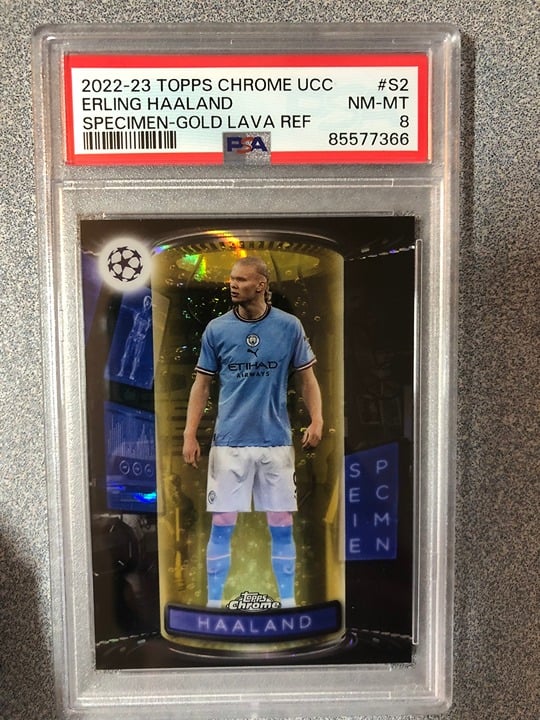 2022-23 TOPPS CHROME UCC #S2
ERLING HAALAND NM-MT
SPECIMEN-GOLD LAVA REF 8
PSA 85577366
ETIHAD
AIRWAYS
S P
E C
I M
E N
Topps
Chrome
HAALAND